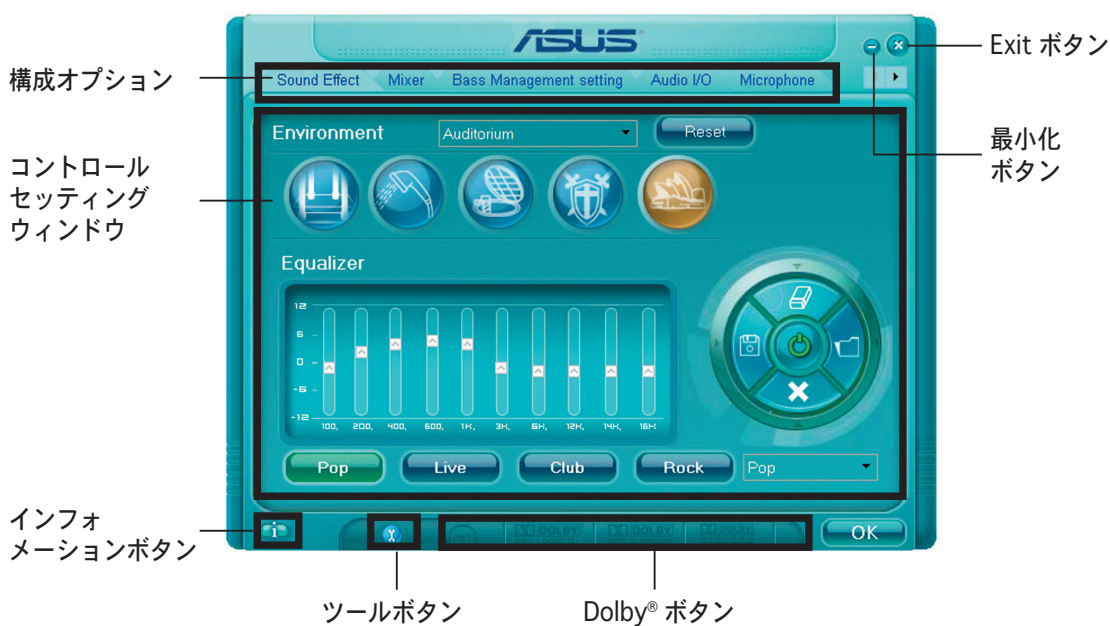 ASUS
Exit ボタン
構成オプション
Sound Effect Mixer Bass Management setting Audio I/O Microphone
Environment Auditorium Reset
最小化
ボタン
コントロール
セッティング
ウィンドウ
Equalizer
12
6
0
-6
-12
100, 200, 400, 600, 1K, 3K, 6K, 12K, 14K, 16K
Pop Live Club Rock Pop
インフォ
メーションボタン
i
DOLBY DOLBY DOLBY
OK
ツールボタン
Dolby® ボタン